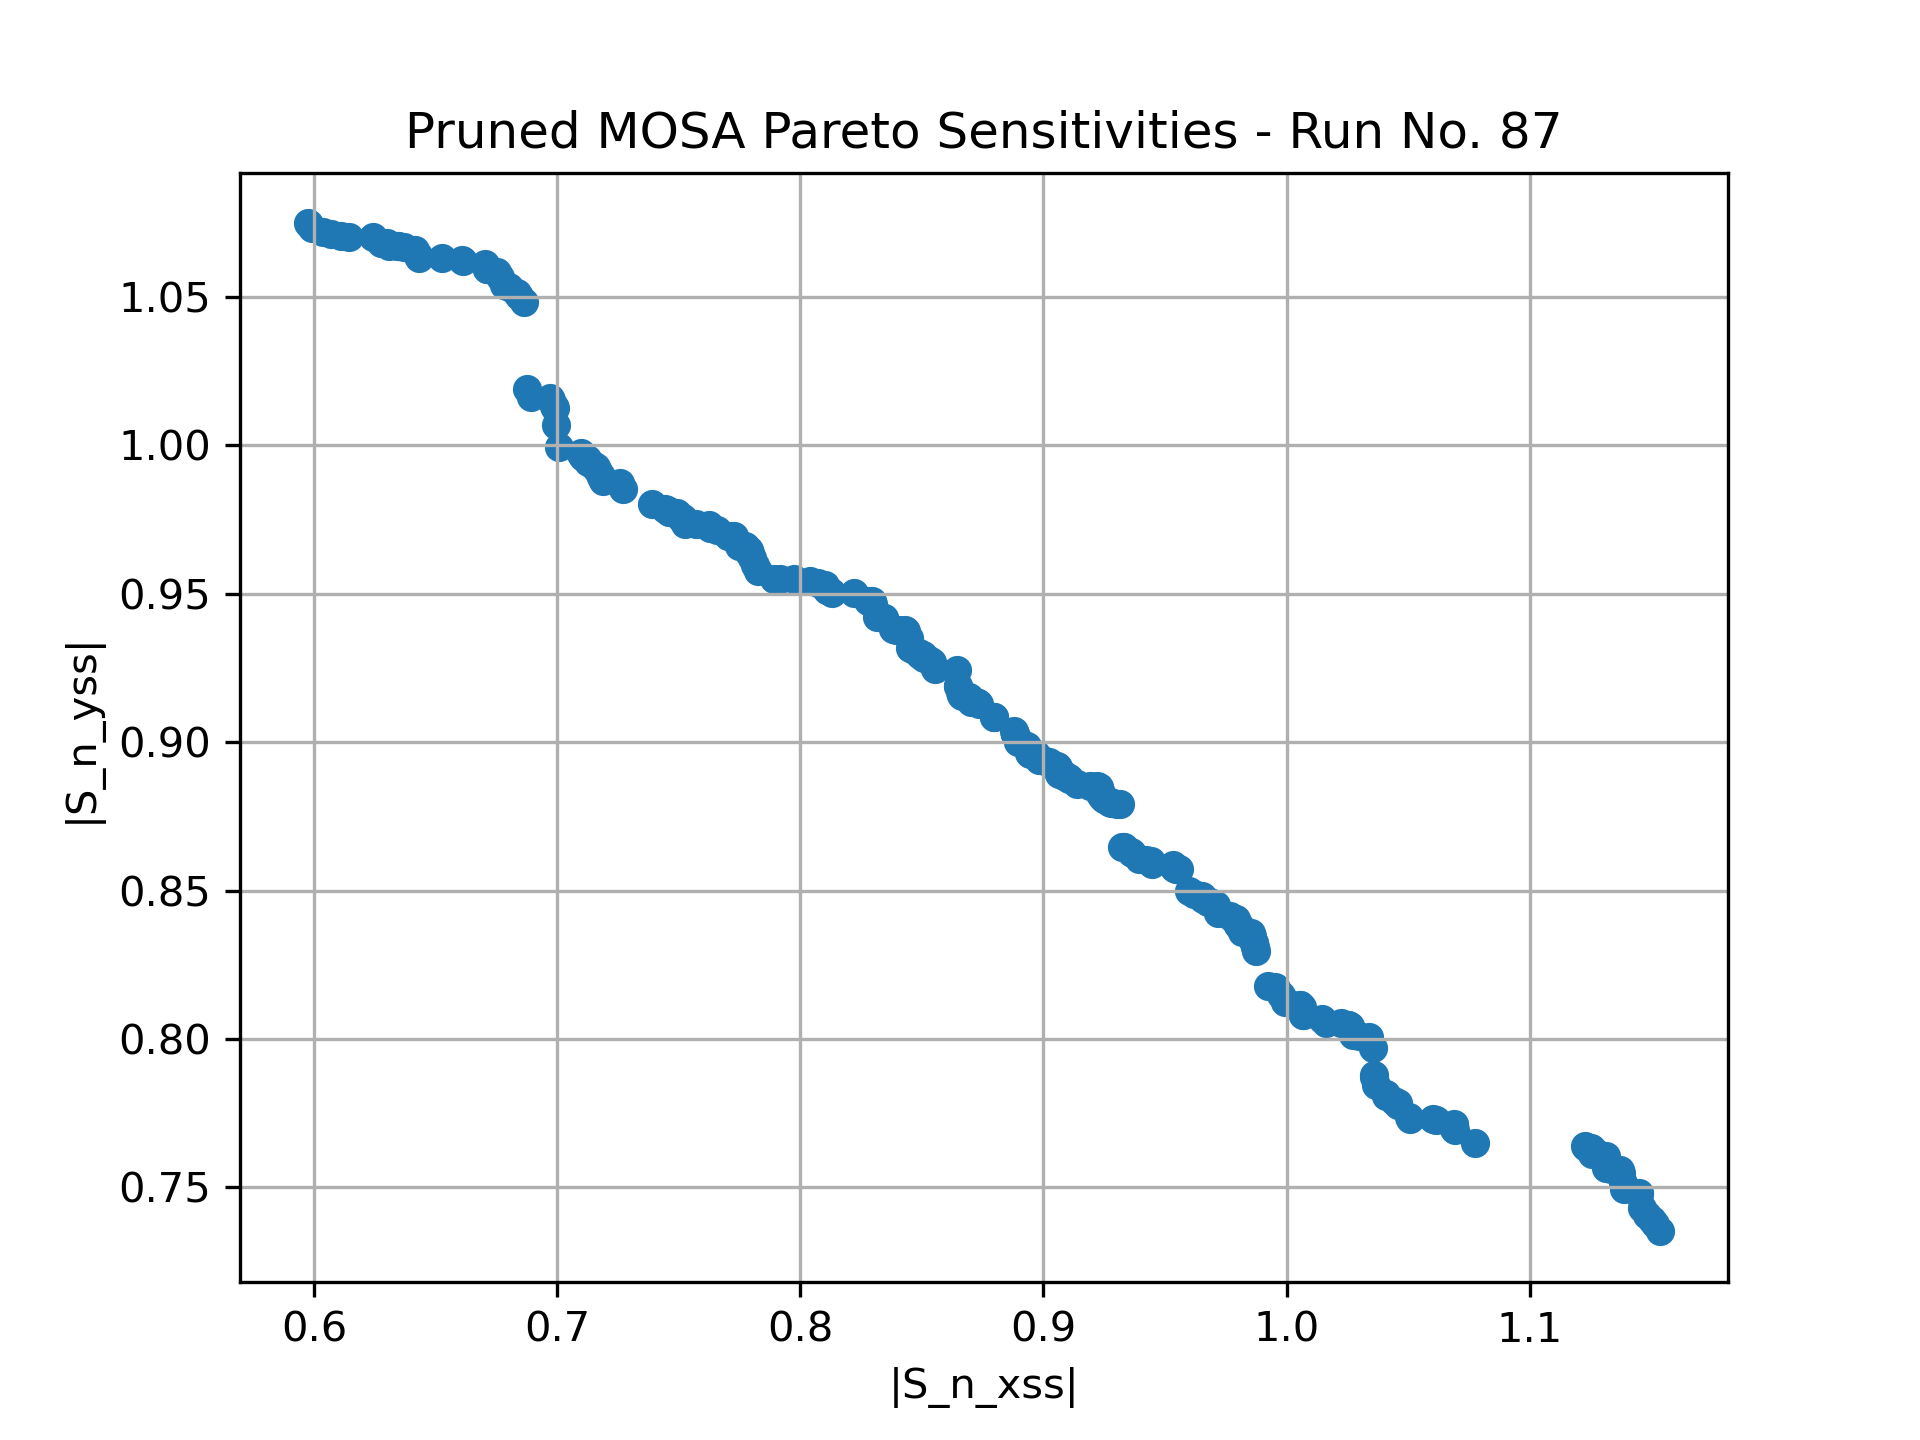 Pruned MOSA Pareto Sensitivities - Run No. 87
|S_n_yss|
1.05
1.00
0.95
0.90
0.85
0.80
0.75
0.6 0.7 0.8 0.9 1.0 1.1
|S_n_xss|